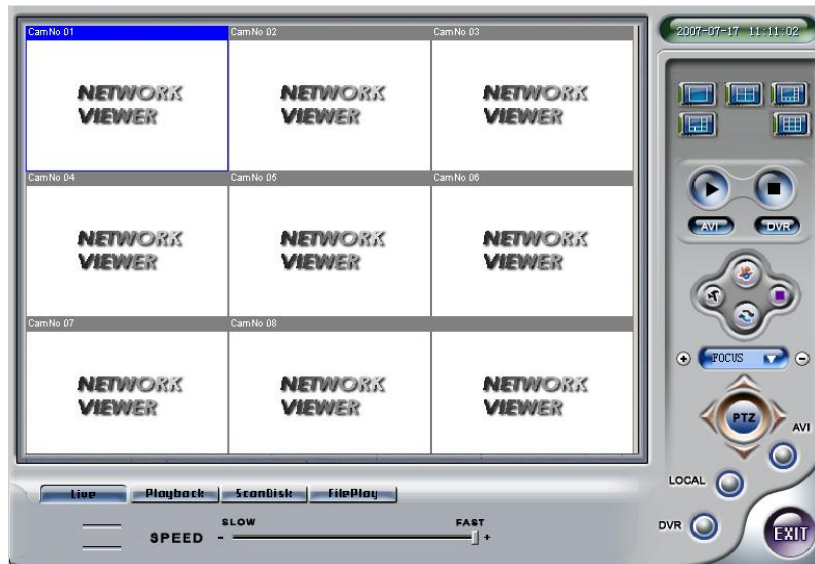 CamNo 01
CamNo 02
CamNo 03
2007-07-17 11:11:02
NETWORK
VIEWER
NETWORK
VIEWER
NETWORK
VIEWER
CamNo 04
CamNo 05
CamNo 06
NETWORK
VIEWER
NETWORK
VIEWER
NETWORK
VIEWER
AVI
DVR
CamNo 07
CamNo 08
NETWORK
VIEWER
NETWORK
VIEWER
NETWORK
VIEWER
FOCUS
PTZ
AVI
LOCAL
DVR
EXIT
Live
Playback
ScanDisk
FilePlay
SLOW
FAST
SPEED - +